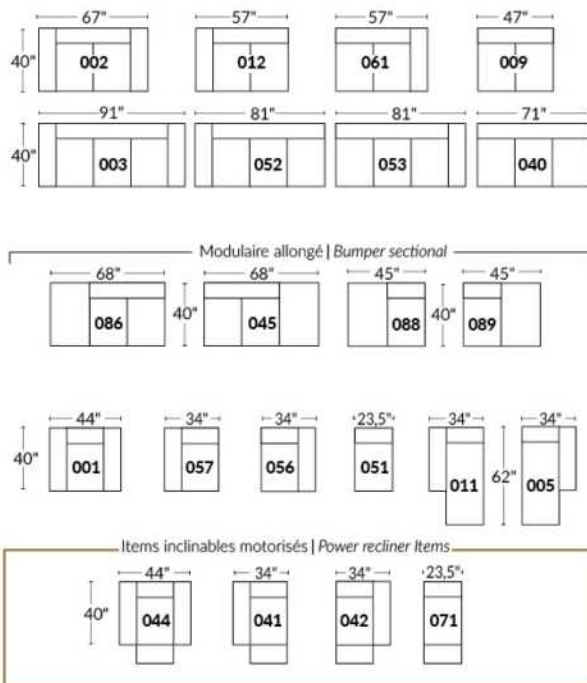 67" 57" 57" 47"
40" 002 012 061 009
91" 81" 81" 71"
40" 003 052 053 040
Modulaire allongé | Bumper sectional
68" 68" 45" 45"
086 40" 045 088 40" 089
44" 34" 34" 23,5" 34" 34"
40" 001 057 056 051 011 62" 005
Items inclinables motorisés | Power recliner Items
44" 34" 34" 23,5"
40" 044 041 042 071